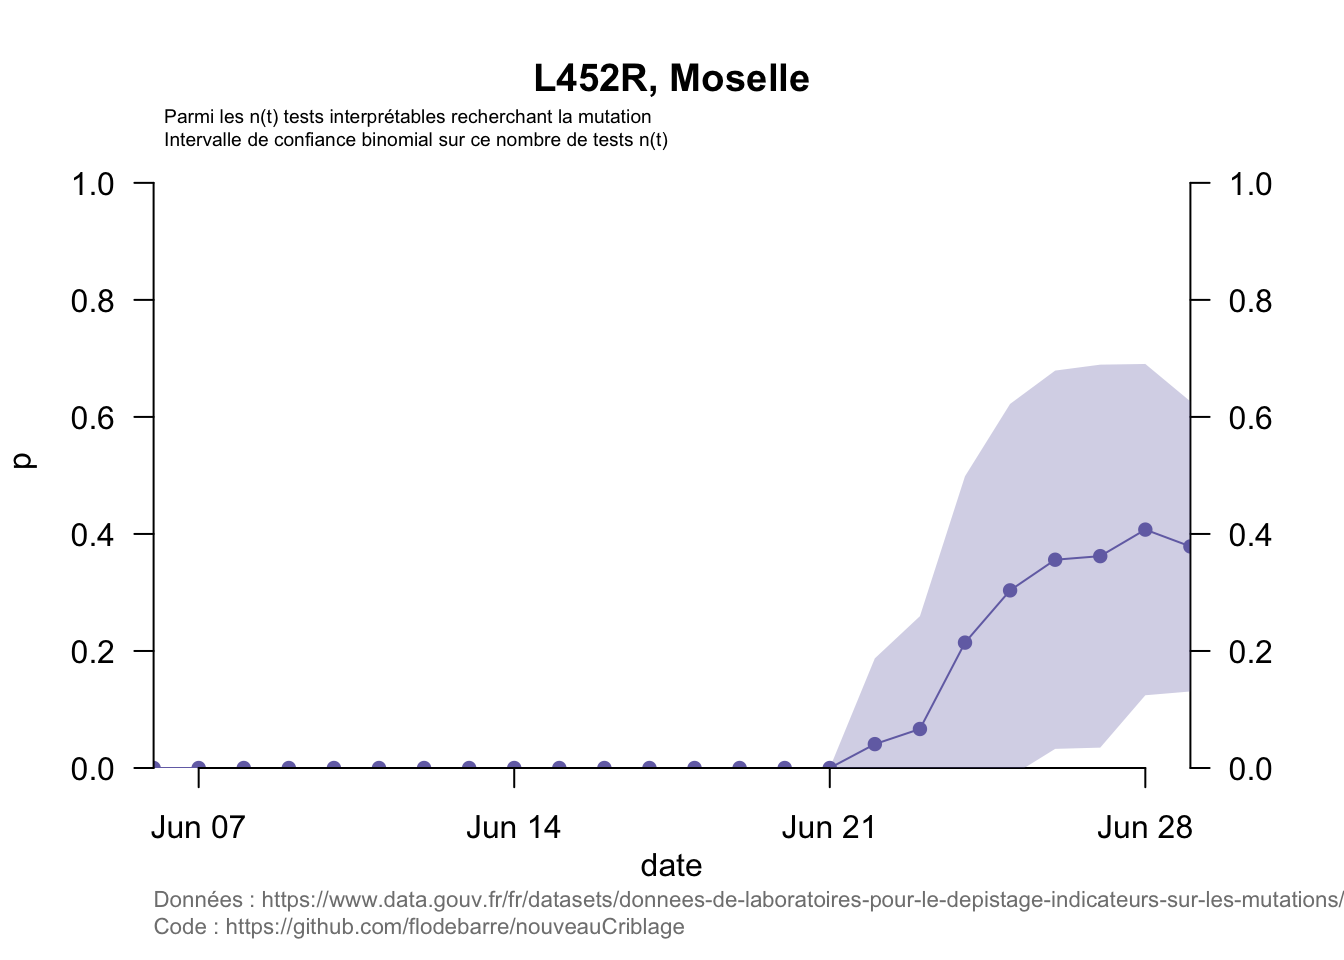 L452R, Moselle
Parmi les n(t) tests interprétables recherchant la mutation
Intervalle de confiance binomial sur ce nombre de tests n(t)
1.0 1.0
0.8 0.8
0.6 0.6
p
0.4 0.4
0.2 0.2
0.0 0.0
Jun 07 Jun 14 Jun 21 Jun 28
date
Données : https://www.data.gouv.fr/fr/datasets/donnees-de-laboratoires-pour-le-depistage-indicateurs-sur-les-mutations/
Code : https://github.com/flodebarre/nouveauCriblage